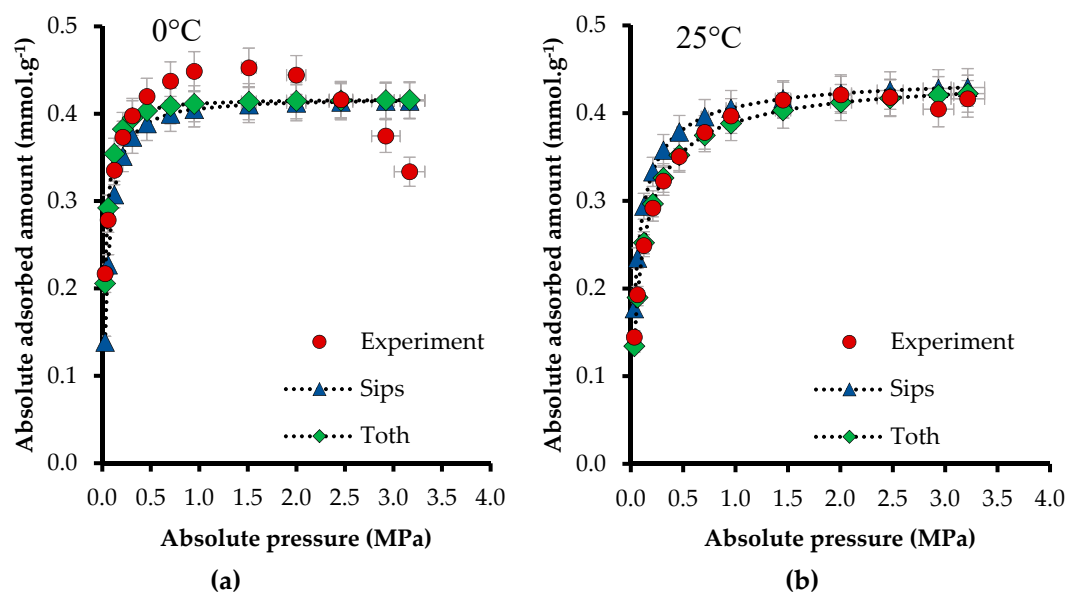 0°C
Absolute adsorbed amount (mmol.g⁻¹)
0.5
0.4
0.3
0.2
0.1
0.0
Experiment
Sips
Toth
0.0 0.5 1.0 1.5 2.0 2.5 3.0 3.5 4.0
Absolute pressure (MPa)
(a)
25°C
Absolute adsorbed amount (mmol.g⁻¹)
0.5
0.4
0.3
0.2
0.1
0.0
Experiment
Sips
Toth
0.0 0.5 1.0 1.5 2.0 2.5 3.0 3.5 4.0
Absolute pressure (MPa)
(b)